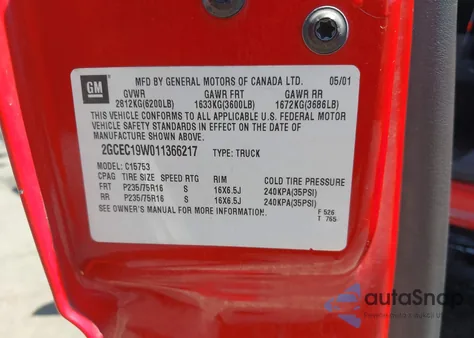 GM
MFD BY GENERAL MOTORS OF CANADA LTD. 05/01
GVWR GAWR FRT GAWR RR
2812KG(6200LB) 1633KG(3600LB) 1672KG(3686LB)
THIS VEHICLE CONFORMS TO ALL APPLICABLE U.S. FEDERAL MOTOR
VEHICLE SAFETY STANDARDS IN EFFECT ON THE DATE OF
MANUFACTURE SHOWN ABOVE.
2GCEC19W011366217 TYPE: TRUCK
MODEL: C15753
CPAG TIRE SIZE SPEED RTG RIM COLD TIRE PRESSURE
FRT P235/75R16 S 16X6.5J 240KPA(35PSI)
RR P235/75R16 S 16X6.5J 240KPA(35PSI)
SEE OWNER'S MANUAL FOR MORE INFORMATION.
F 526
T 765
autaSnap